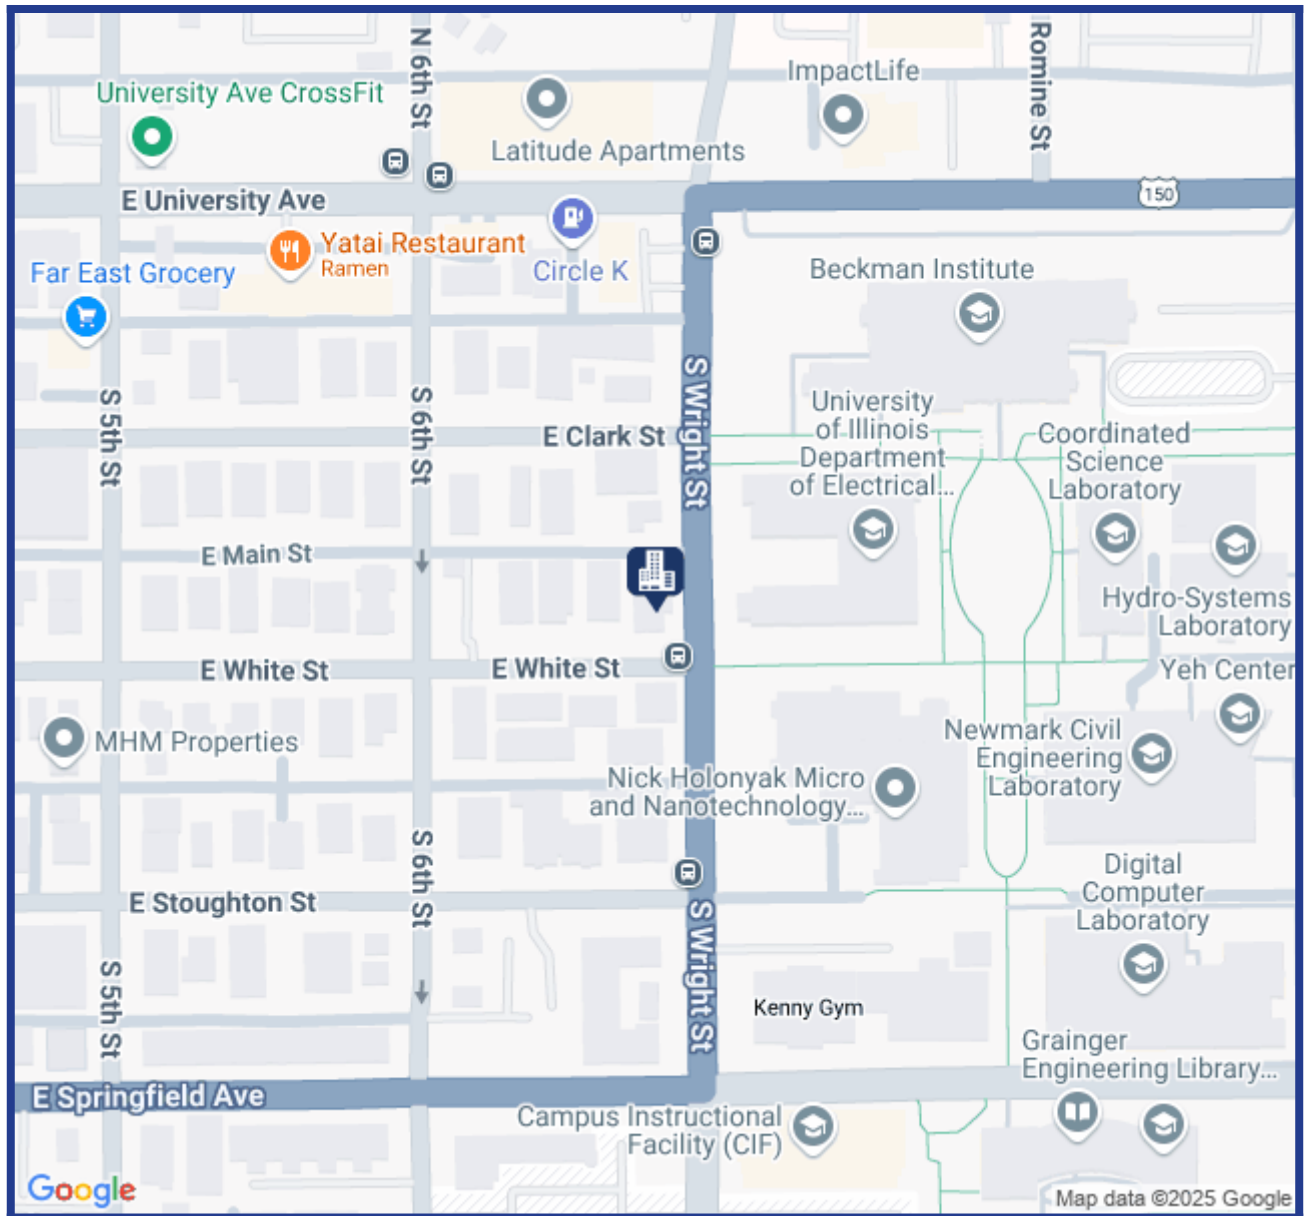 N 6th St
Romine St
ImpactLife
University Ave CrossFit
Latitude Apartments
E University Ave
150
Yatai Restaurant
Ramen
Circle K
Far East Grocery
Beckman Institute
S 5th St
S 6th St
S Wright St
University
of Illinois
Department
of Electrical...
E Clark St
Coordinated
Science
Laboratory
E Main St
Hydro-Systems
Laboratory
E White St
E White St
Yeh Center
MHM Properties
Newmark Civil
Engineering
Laboratory
Nick Holonyak Micro
and Nanotechnology...
S 6th St
Digital
Computer
Laboratory
E Stoughton St
S Wright St
S 5th St
Kenny Gym
Grainger
Engineering Library...
E Springfield Ave
Campus Instructional
Facility (CIF)
Google
Map data ©2025 Google